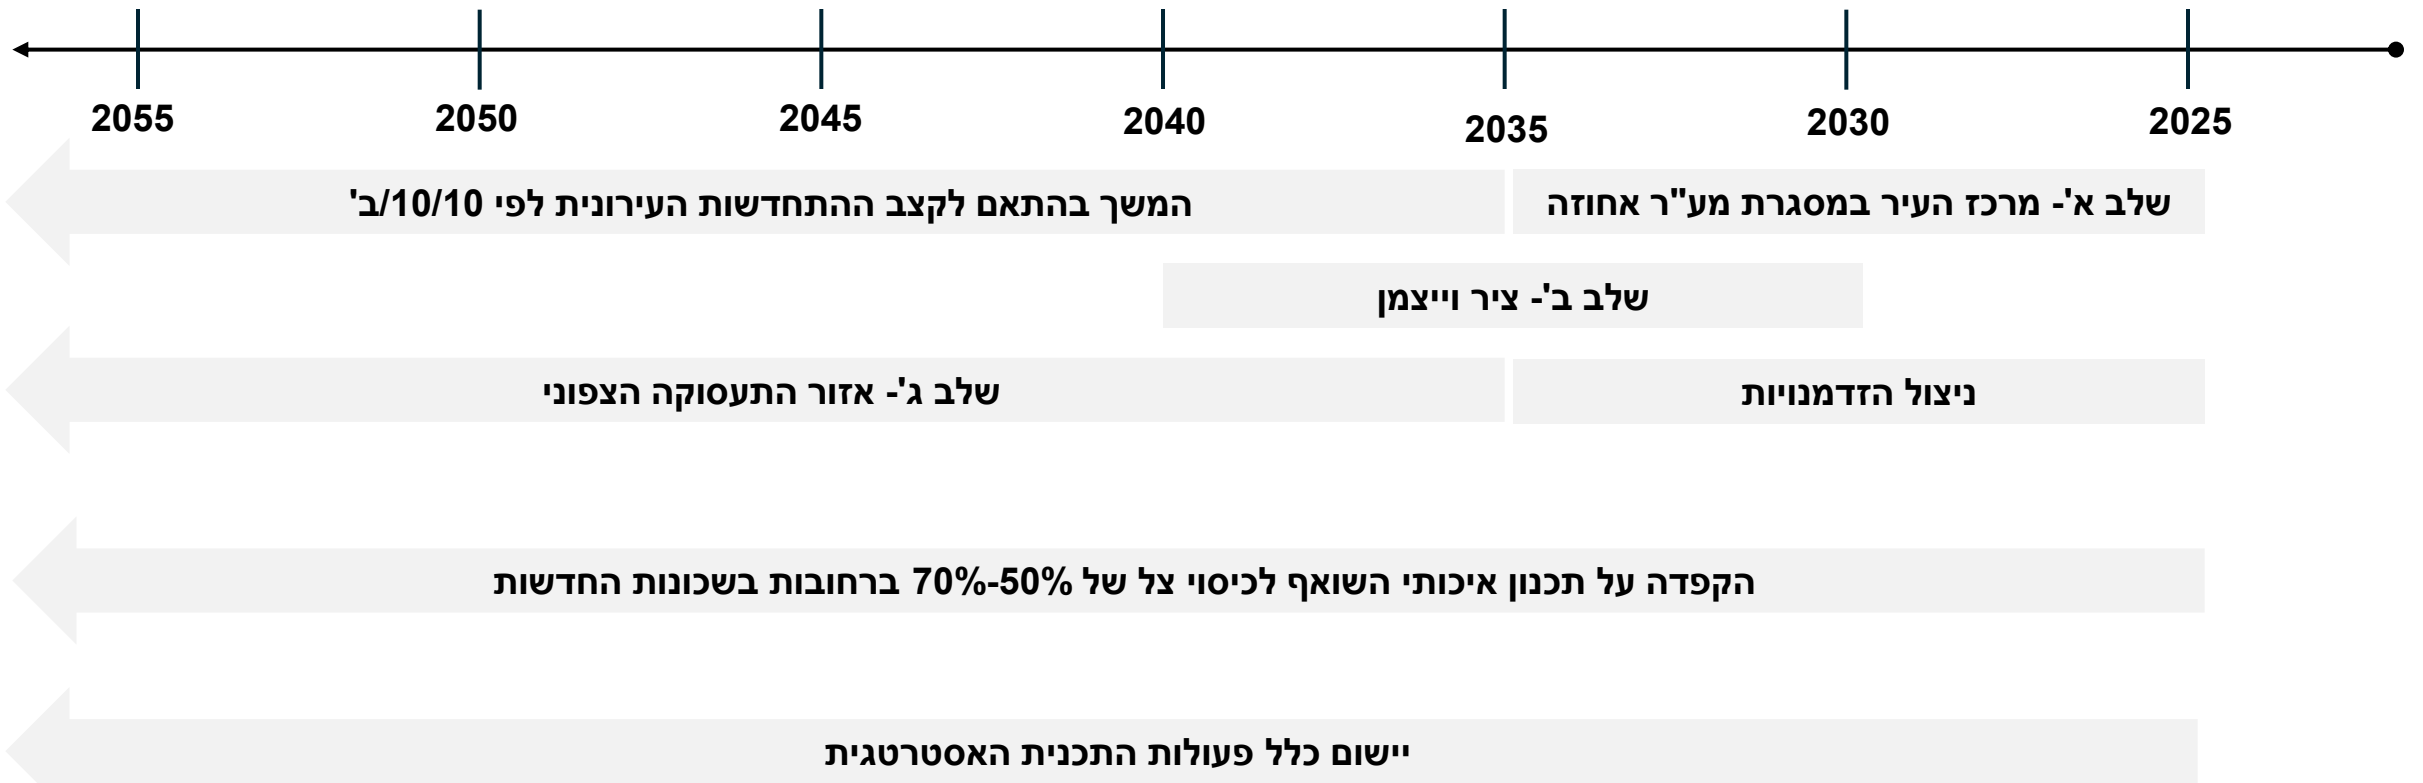 2025 2030 2035 2040 2045 2050 2055
שלב א'- מרכז העיר במסגרת מע"ר אחוזה
המשך בהתאם לקצב ההתחדשות העירונית לפי 10/10/ב'
שלב ב'- ציר וייצמן
ניצול הזדמנויות
שלב ג'- אזור התעסוקה הצפוני
הקפדה על תכנון איכותי השואף לכיסוי צל של 50%-70% ברחובות בשכונות החדשות
יישום כלל פעולות התכנית האסטרטגית